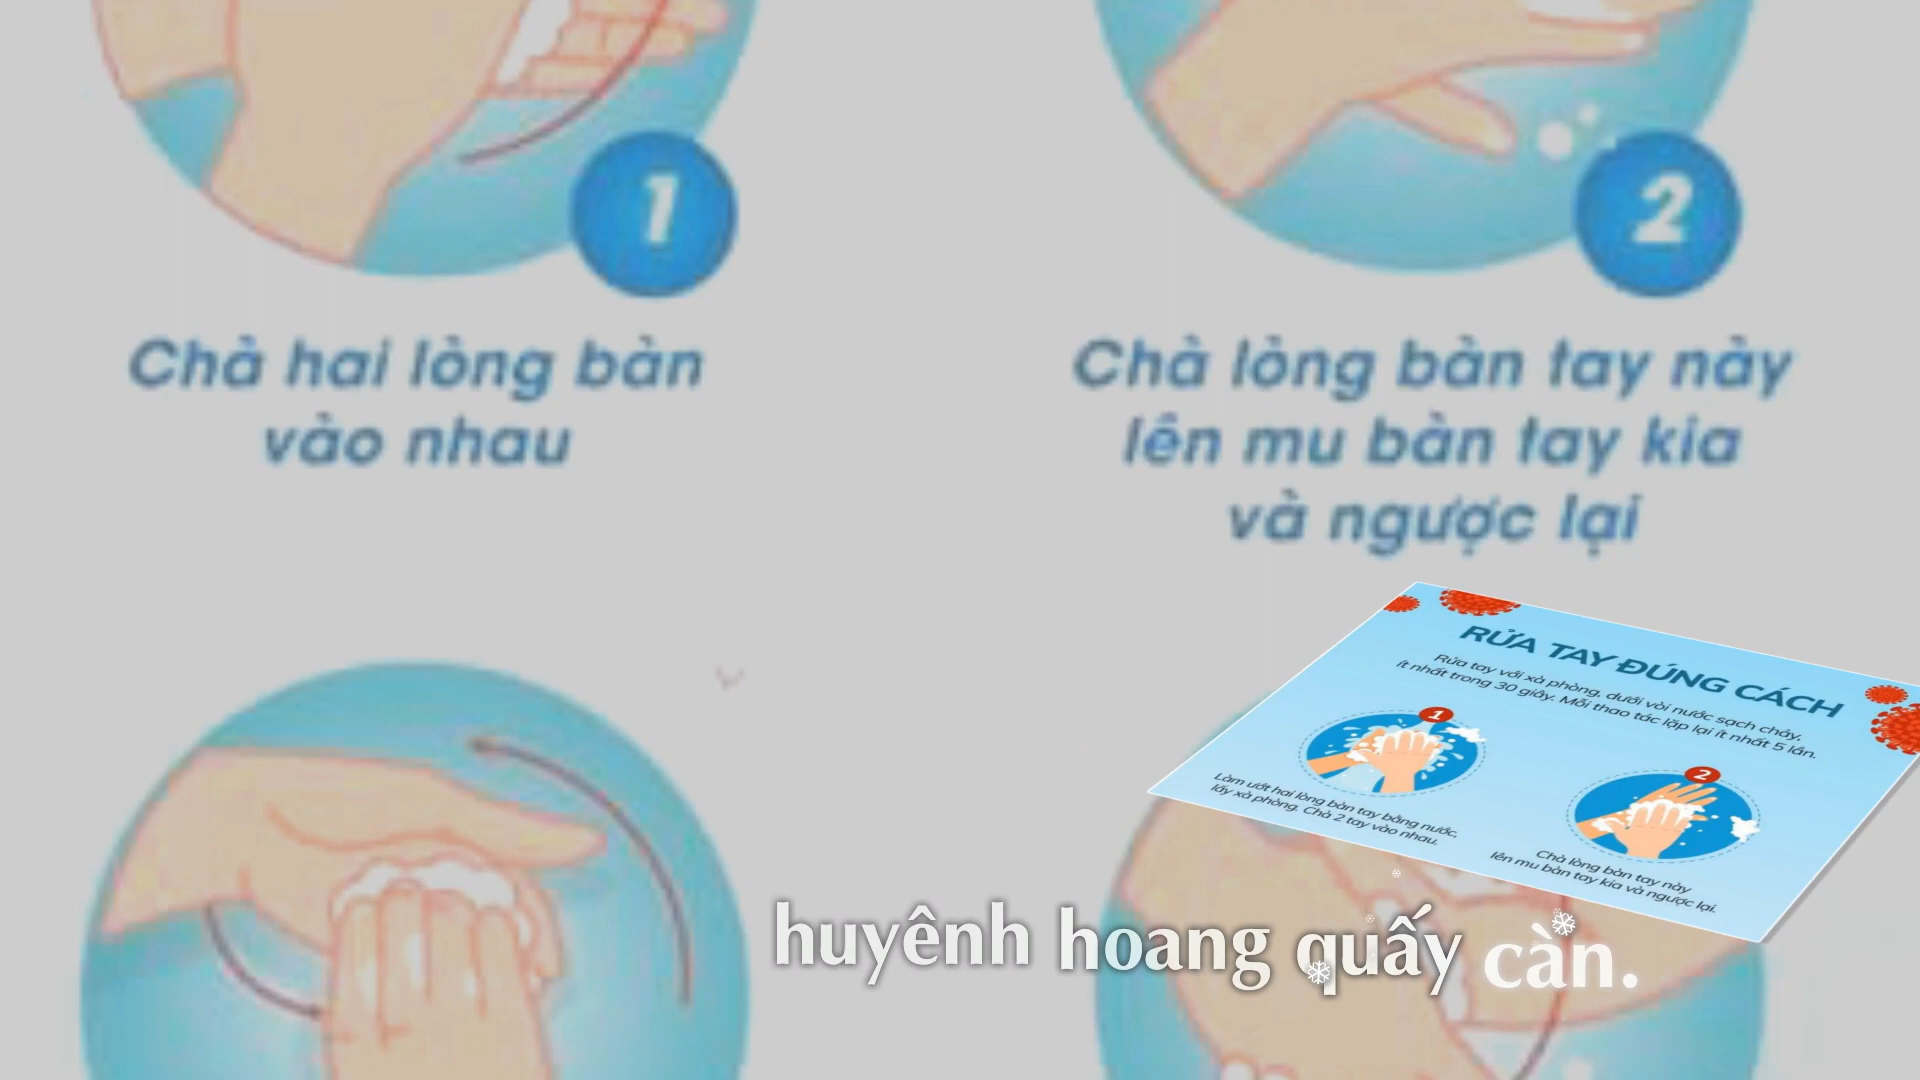 1
Chà hai lòng bàn
vào nhau
2
Chà lòng bàn tay này
lên mu bàn tay kia
và ngược lại
RỬA TAY ĐÚNG CÁCH
Rửa tay với xà phòng, dưới vòi nước sạch chảy,
ít nhất trong 30 giây. Mỗi thao tác lặp lại ít nhất 5 lần.
1
Làm ướt hai lòng bàn tay bằng nước,
lấy xà phòng. Chà 2 tay vào nhau.
2
Chà lòng bàn tay này
lên mu bàn tay kia và ngược lại.
huyênh hoang quấy càn.